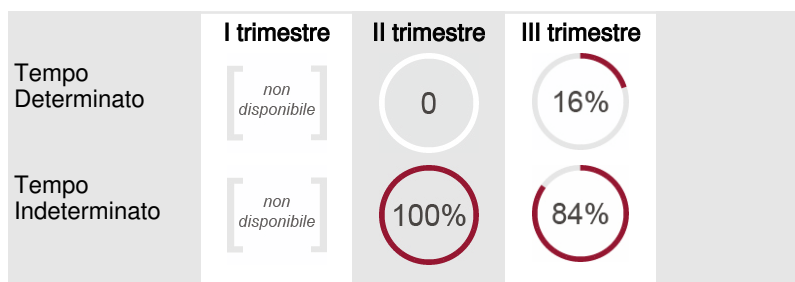 I trimestre II trimestre III trimestre
Tempo
Determinato
non
disponibile
0
16%
Tempo
Indeterminato
non
disponibile
100%
84%